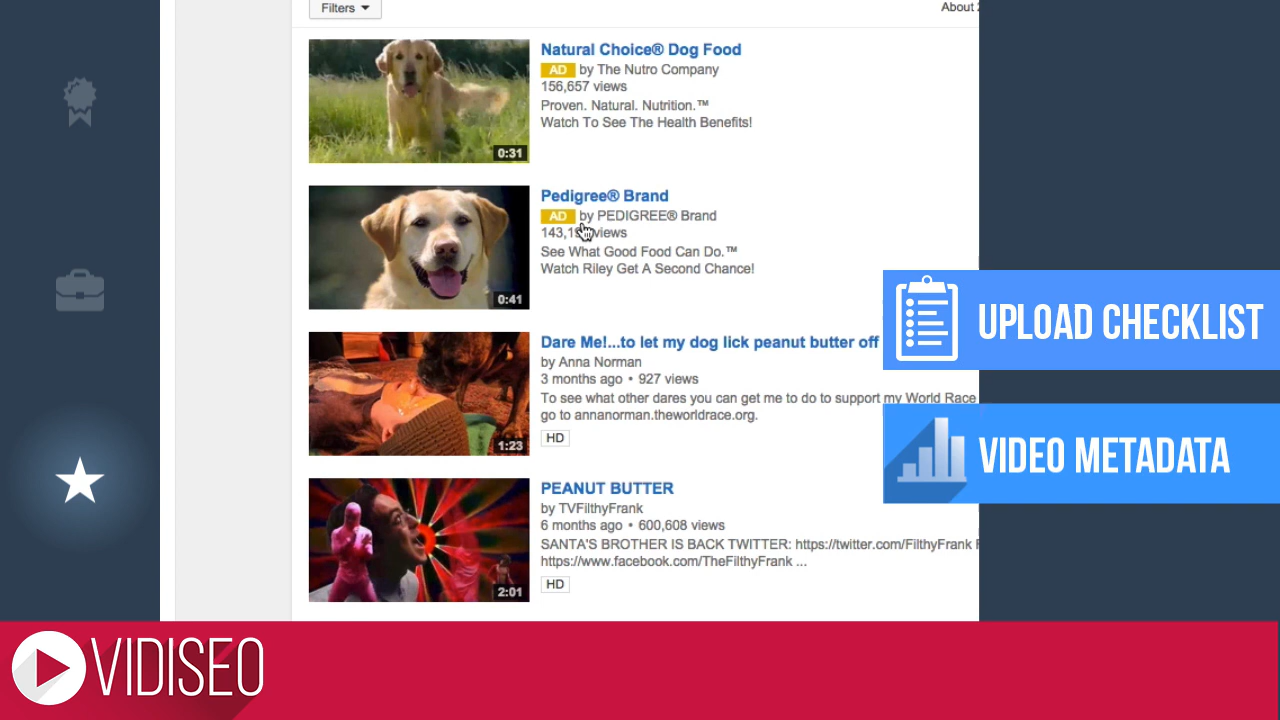 Filters
About
Natural Choice® Dog Food
AD by The Nutro Company
156,657 views
Proven. Natural. Nutrition.™
Watch To See The Health Benefits!
0:31
Pedigree® Brand
AD by PEDIGREE® Brand
views
See What Good Food Can Do.™
Watch Riley Get A Second Chance!
0:41
UPLOAD CHECKLIST
Dare Me!...to let my dog lick peanut butter off
by Anna Norman
3 months ago • 927 views
To see what other dares you can get me to do to support my World Race
go to annanorman.theworldrace.org.
HD
1:23
VIDEO METADATA
PEANUT BUTTER
by TVFilthyFrank
6 months ago • 600,608 views
SANTA'S BROTHER IS BACK TWITTER: https://twitter.com/FilthyFrank
https://www.facebook.com/TheFilthyFrank ...
HD
2:01
VIDISEO